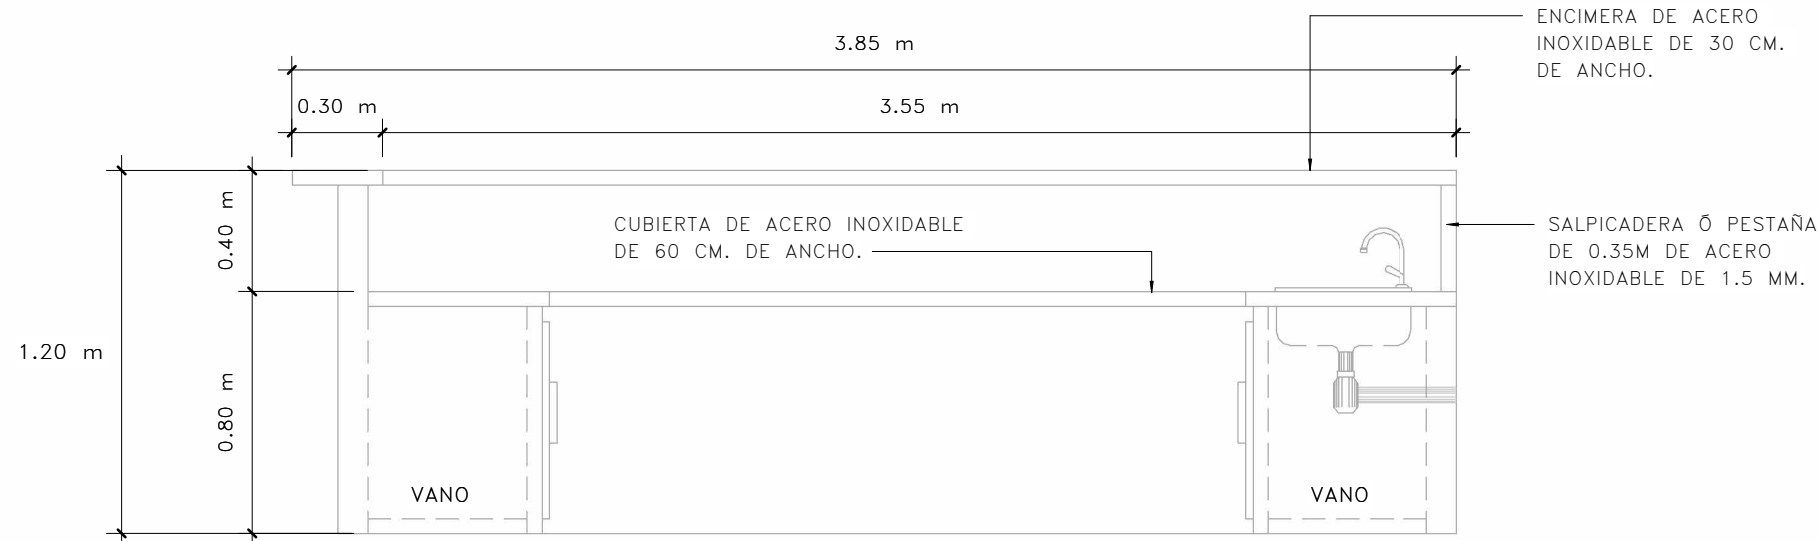 ENCIMERA DE ACERO
INOXIDABLE DE 30 CM.
DE ANCHO.
3.85 m
0.30 m
3.55 m
0.40 m
CUBIERTA DE ACERO INOXIDABLE
DE 60 CM. DE ANCHO.
SALPICADERA Ó PESTAÑA
DE 0.35M DE ACERO
INOXIDABLE DE 1.5 MM.
1.20 m
0.80 m
VANO
VANO